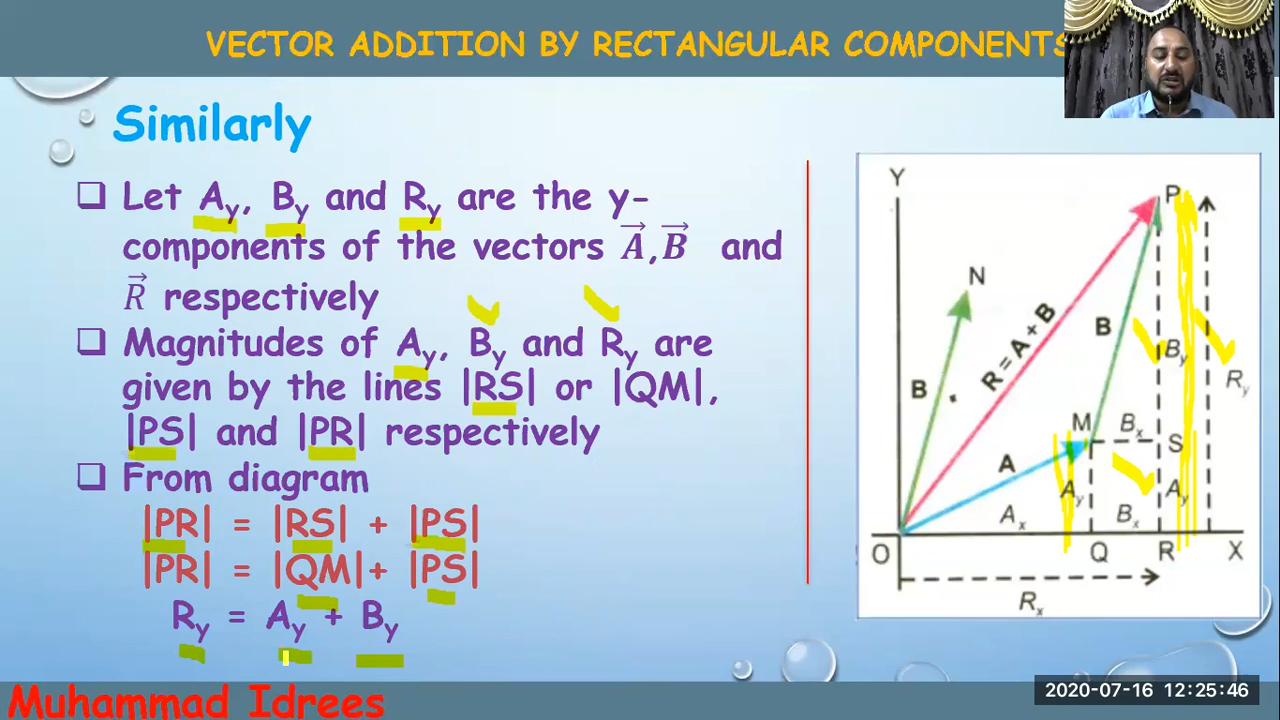 VECTOR ADDITION BY RECTANGULAR COMPONENTS
Similarly
❑ Let Ay, By and Ry are the y-
components of the vectors A⃗,B⃗ and
R⃗ respectively
❑ Magnitudes of Ay, By and Ry are
given by the lines |RS| or |QM|,
|PS| and |PR| respectively
❑ From diagram
|PR| = |RS| + |PS|
|PR| = |QM|+ |PS|
Ry = Ay + By
Y
P
N
R = A + B
B
By
Ry
B
M
Bx
S
A
Ay
Ay
Ax
Bx
O
Q
R
X
Rx
Muhammad Idrees
2020-07-16 12:25:46